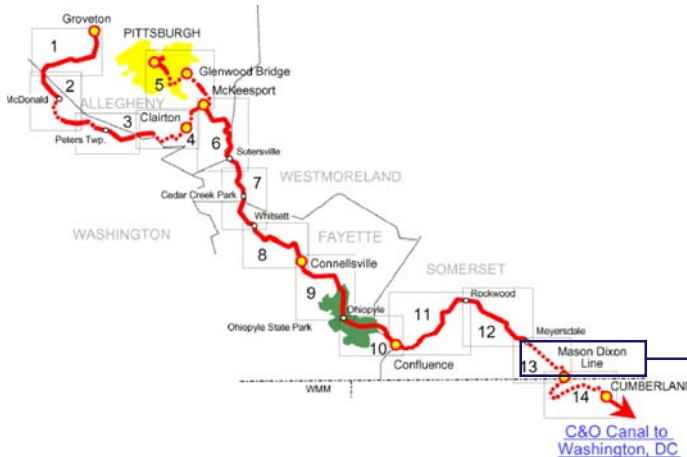 Groveton
PITTSBURGH
1
Glenwood Bridge
5
2
McKeesport
McDonald
ALLEGHENY
3
Clairton
4
Peters Twp.
6
Sutersville
7
WESTMORELAND
Cedar Creek Park
Whitsett
WASHINGTON
FAYETTE
8
Connellsville
SOMERSET
9
11
Rockwood
Ohiopyle
Ohiopyle State Park
12
10
Meyersdale
Confluence
Mason Dixon
Line
13
WMM
14
CUMBERLAND
C&O Canal to
Washington, DC